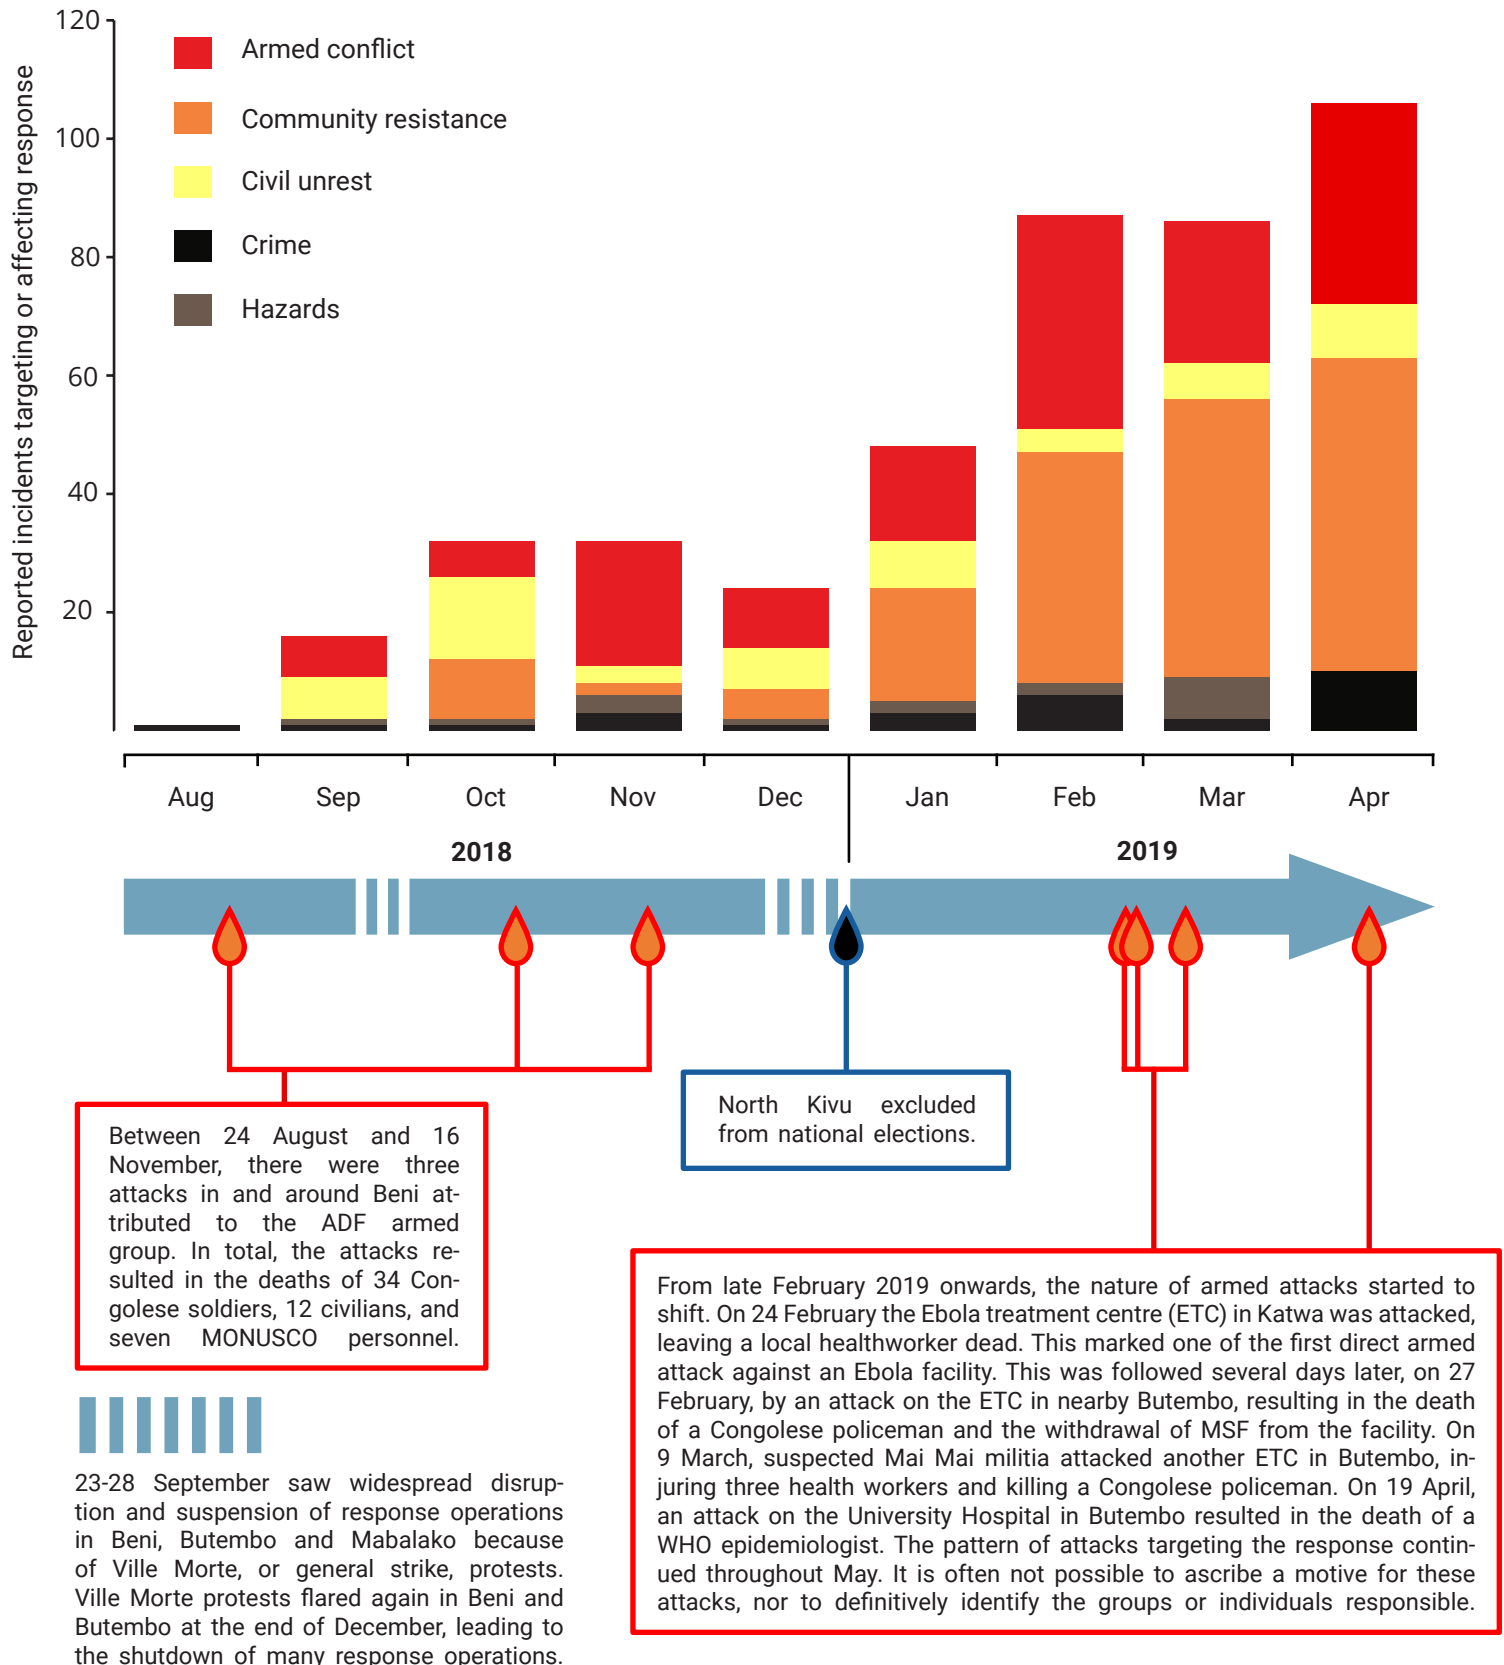 120
100
80
60
40
20
Reported incidents targeting or affecting response
Armed conflict
Community resistance
Civil unrest
Crime
Hazards
Aug
Sep
Oct
Nov
Dec
Jan
Feb
Mar
Apr
2018
2019
Between 24 August and 16
November, there were three
attacks in and around Beni at-
tributed to the ADF armed
group. In total, the attacks re-
sulted in the deaths of 34 Con-
golese soldiers, 12 civilians, and
seven MONUSCO personnel.
North Kivu excluded
from national elections.
23-28 September saw widespread disrup-
tion and suspension of response operations
in Beni, Butembo and Mabalako because
of Ville Morte, or general strike, protests.
Ville Morte protests flared again in Beni and
Butembo at the end of December, leading to
the shutdown of many response operations.
From late February 2019 onwards, the nature of armed attacks started to
shift. On 24 February the Ebola treatment centre (ETC) in Katwa was attacked,
leaving a local healthworker dead. This marked one of the first direct armed
attack against an Ebola facility. This was followed several days later, on 27
February, by an attack on the ETC in nearby Butembo, resulting in the death
of a Congolese policeman and the withdrawal of MSF from the facility. On
9 March, suspected Mai Mai militia attacked another ETC in Butembo, in-
juring three health workers and killing a Congolese policeman. On 19 April,
an attack on the University Hospital in Butembo resulted in the death of a
WHO epidemiologist. The pattern of attacks targeting the response contin-
ued throughout May. It is often not possible to ascribe a motive for these
attacks, nor to definitively identify the groups or individuals responsible.